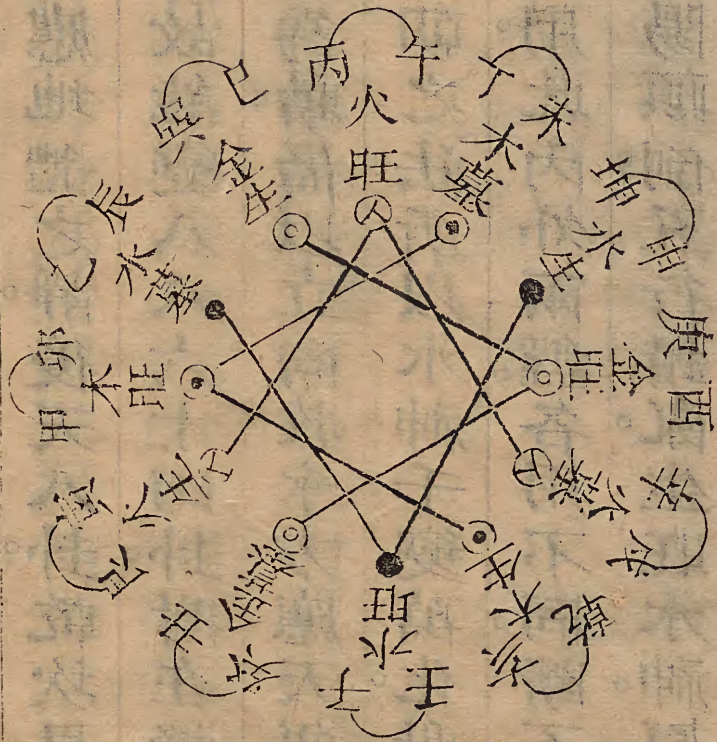 丙午
火旺
丁未
木墓
坤申
水生
庚酉
金旺
辛戌
火墓
乾亥
木生
壬子
水旺
癸丑
金墓
艮寅
火生
甲卯
木旺
乙辰
水墓
巽巳
金生